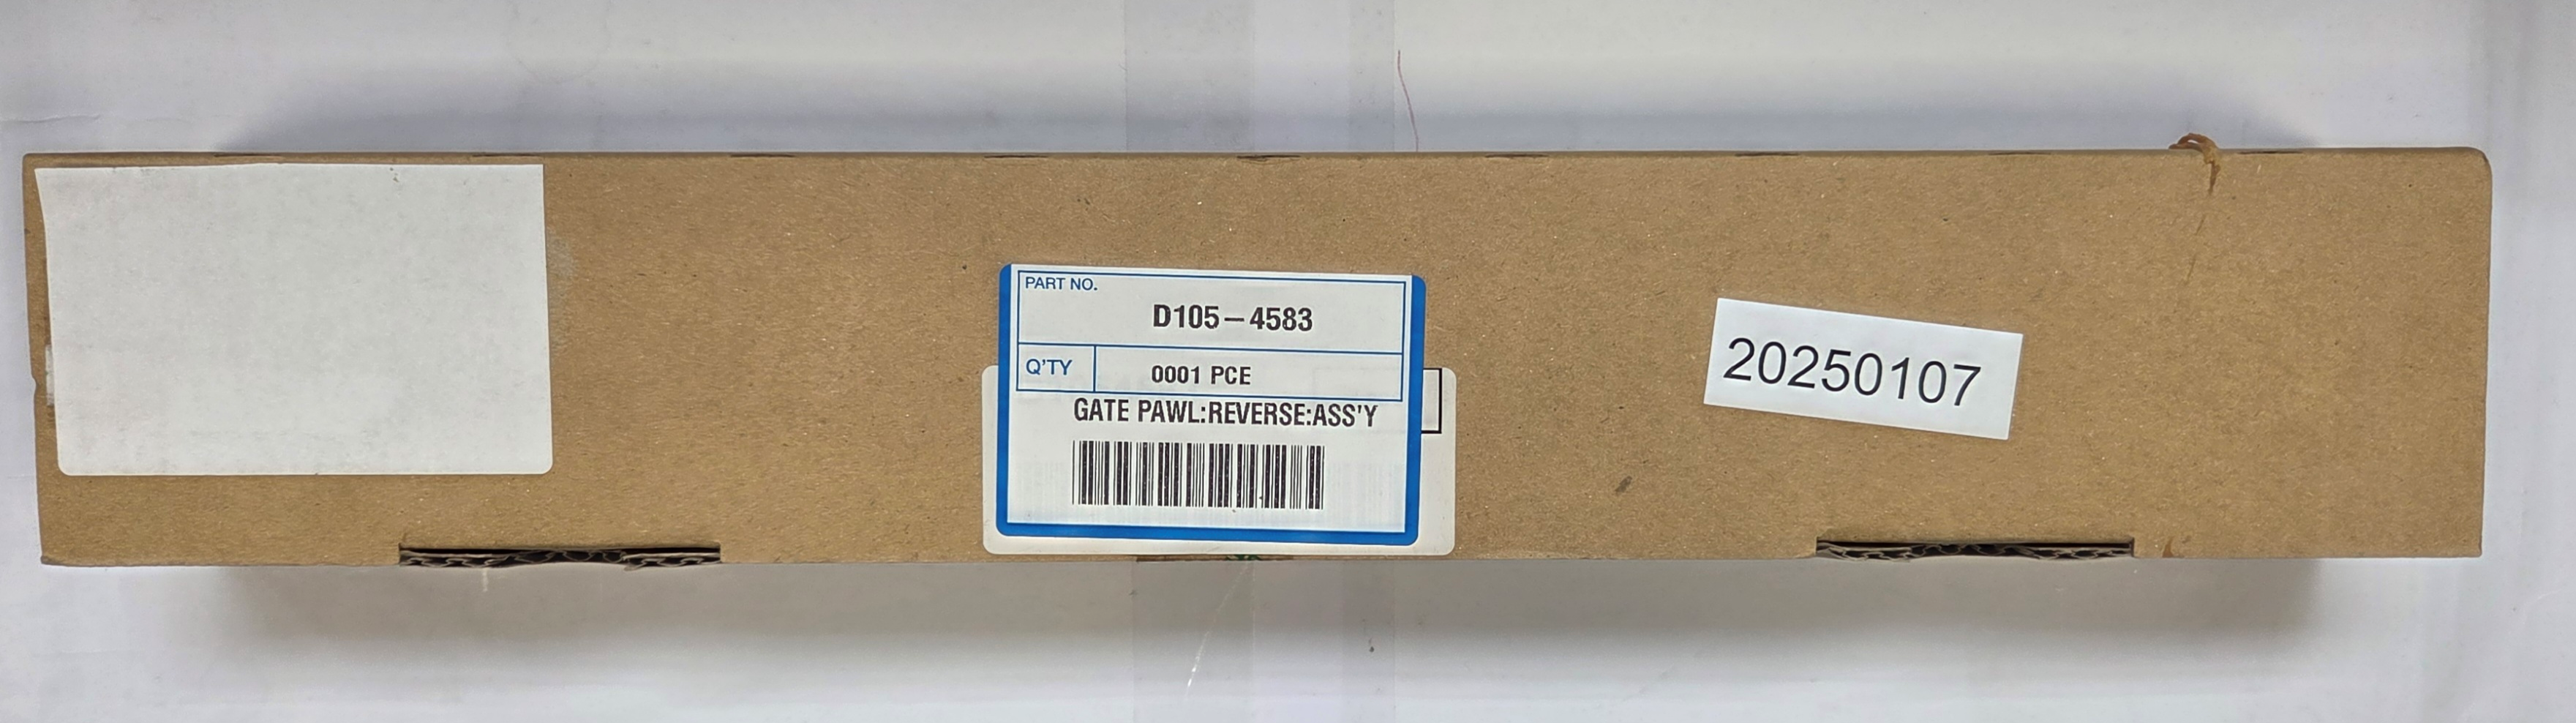 PART NO.
D105-4583
Q'TY
0001 PCE
GATE PAWL:REVERSE:ASS'Y
20250107